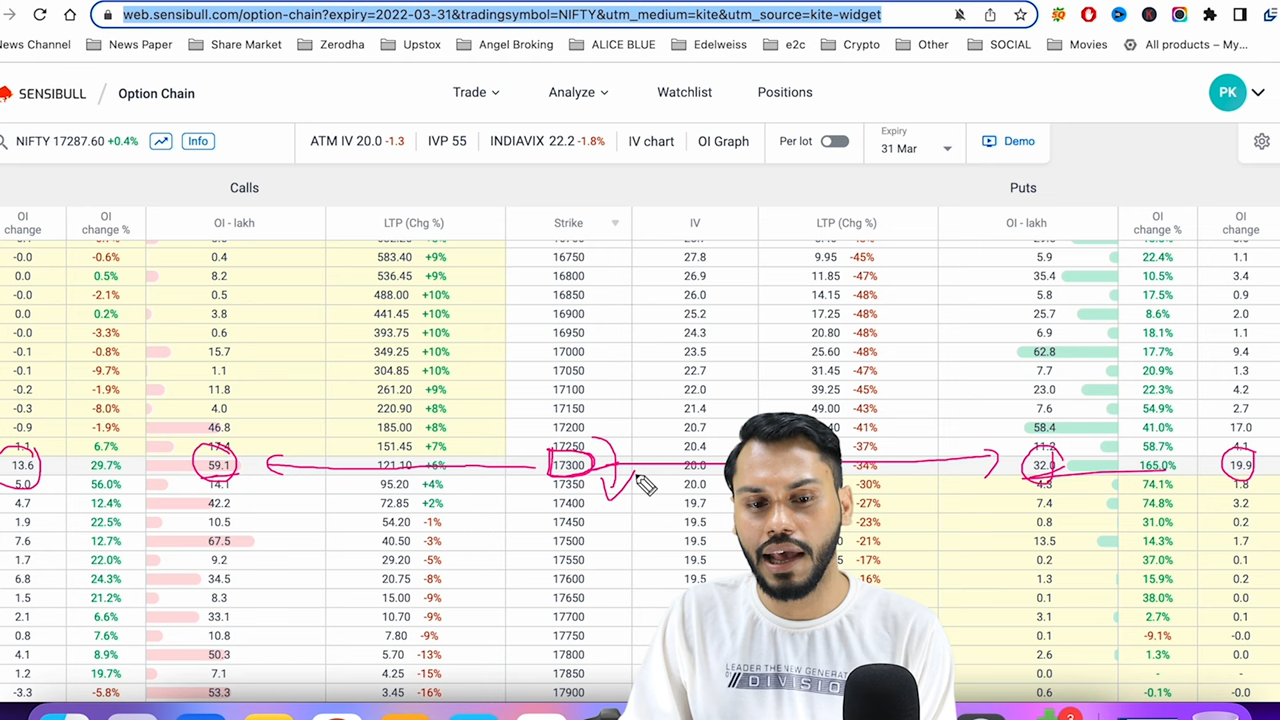 web.sensibull.com/option-chain?expiry=2022-03-31&tradingsymbol=NIFTY&utm_medium=kite&utm_source=kite-widget
News Channel News Paper Share Market Zerodha Upstox Angel Broking ALICE BLUE Edelweiss e2c Crypto Other SOCIAL Movies All products – My...
SENSIBULL / Option Chain Trade Analyze Watchlist Positions PK
NIFTY 17287.60 +0.4% Info ATM IV 20.0 -1.3 IVP 55 INDIAVIX 22.2 -1.8% IV chart OI Graph Per lot Expiry 31 Mar Demo
Calls Puts
OI change OI change % OI - lakh LTP (Chg %) Strike IV LTP (Chg %) OI - lakh OI change % OI change
-0.0 -0.6% 0.4 583.40 +9% 16750 27.8 9.95 -45% 5.9 22.4% 1.1
0.0 0.5% 8.2 536.45 +9% 16800 26.9 11.85 -47% 35.4 10.5% 3.4
-0.0 -2.1% 0.5 488.00 +10% 16850 26.0 14.15 -48% 5.8 17.5% 0.9
0.0 0.2% 3.8 441.45 +10% 16900 25.2 17.25 -48% 25.7 8.6% 2.0
-0.0 -3.3% 0.6 393.75 +10% 16950 24.3 20.80 -48% 6.9 18.1% 1.1
-0.1 -0.8% 15.7 349.25 +10% 17000 23.5 25.60 -48% 62.8 17.7% 9.4
-0.1 -9.7% 1.1 304.85 +10% 17050 22.7 31.45 -47% 7.7 20.9% 1.3
-0.2 -1.9% 11.8 261.20 +9% 17100 22.0 39.25 -45% 23.0 22.3% 4.2
-0.3 -8.0% 4.0 220.90 +8% 17150 21.4 49.00 -43% 7.6 54.9% 2.7
-0.9 -1.9% 46.8 185.00 +8% 17200 20.7 -41% 58.4 41.0% 17.0
1.1 6.7% 17.4 151.45 +7% 17250 20.4 -37% 11.2 58.7% 4.1
13.6 29.7% 59.1 121.10 +6% 17300 20.0 -34% 32.0 165.0% 19.9
5.0 56.0% 14.1 95.20 +4% 17350 20.0 -30% 4.3 74.1% 1.8
4.7 12.7% 42.2 72.85 +2% 17400 19.7 -27% 7.4 74.8% 3.2
1.9 22.5% 10.5 54.20 -1% 17450 19.5 -23% 0.8 31.0% 0.2
7.6 12.7% 67.5 40.50 -3% 17500 19.5 -21% 13.5 14.3% 1.7
1.7 22.0% 9.2 29.20 -5% 17550 19.5 -17% 0.2 37.0% 0.1
6.8 24.3% 34.5 20.75 -8% 17600 19.5 -16% 1.3 15.9% 0.2
1.5 21.2% 8.3 15.00 -9% 17650 0.1 38.0% 0.0
2.1 6.6% 33.1 10.70 -9% 17700 3.1 2.7% 0.1
0.8 7.6% 10.8 7.80 -9% 17750 0.1 -9.1% -0.0
4.1 8.9% 50.3 5.70 -13% 17800 2.6 1.3% 0.0
1.2 19.7% 7.1 4.25 -15% 17850 0.0 - -
-3.3 -5.8% 53.3 3.45 -16% 17900 0.6 -0.1% -0.0
LEADER THE NEW GENERAT
DIVISIO